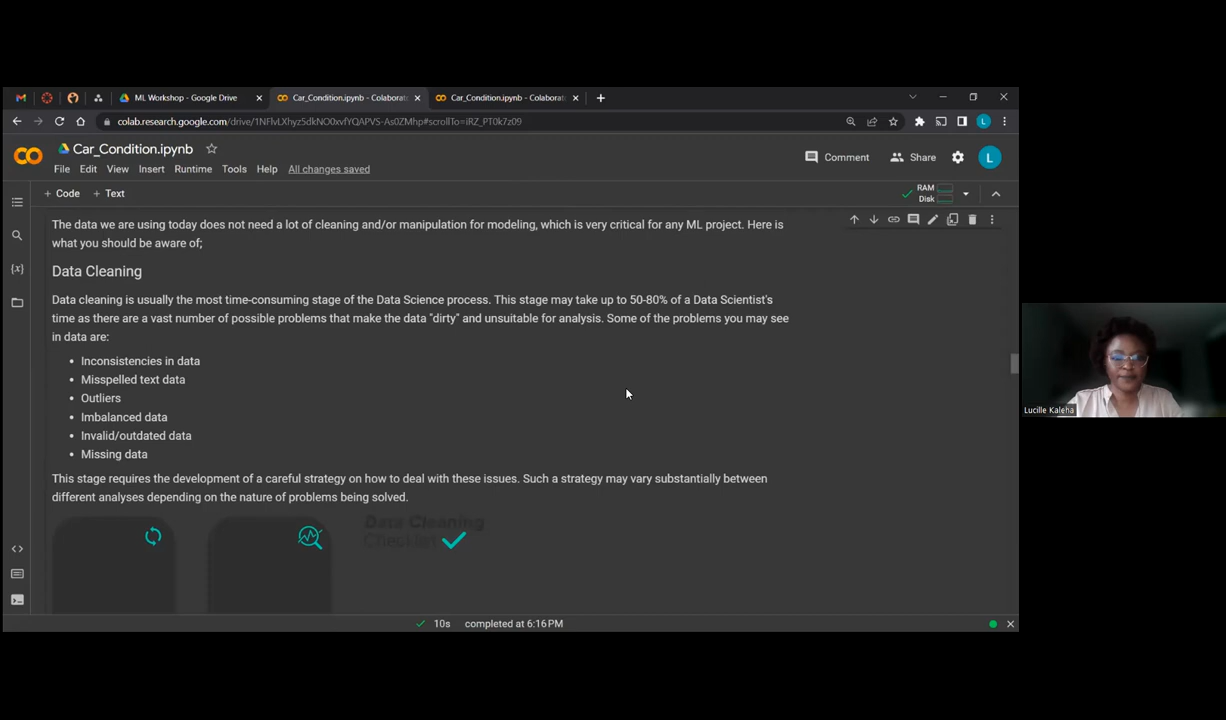 ML Workshop - Google Drive
Car_Condition.ipynb - Colaborat
Car_Condition.ipynb - Colaborat
colab.research.google.com/drive/1NFlvLXhyz5dkNO0xvfYQAPVS-As0ZMhp#scrollTo=iRZ_PT0k7z09
L
Car_Condition.ipynb
Comment
Share
L
File Edit View Insert Runtime Tools Help All changes saved
+ Code + Text
RAM
Disk
The data we are using today does not need a lot of cleaning and/or manipulation for modeling, which is very critical for any ML project. Here is
what you should be aware of;
Data Cleaning
Data cleaning is usually the most time-consuming stage of the Data Science process. This stage may take up to 50-80% of a Data Scientist's
time as there are a vast number of possible problems that make the data "dirty" and unsuitable for analysis. Some of the problems you may see
in data are:
• Inconsistencies in data
• Misspelled text data
• Outliers
• Imbalanced data
• Invalid/outdated data
• Missing data
This stage requires the development of a careful strategy on how to deal with these issues. Such a strategy may vary substantially between
different analyses depending on the nature of problems being solved.
Data Cleaning
Checklist
10s completed at 6:16 PM
Lucille Kaleha